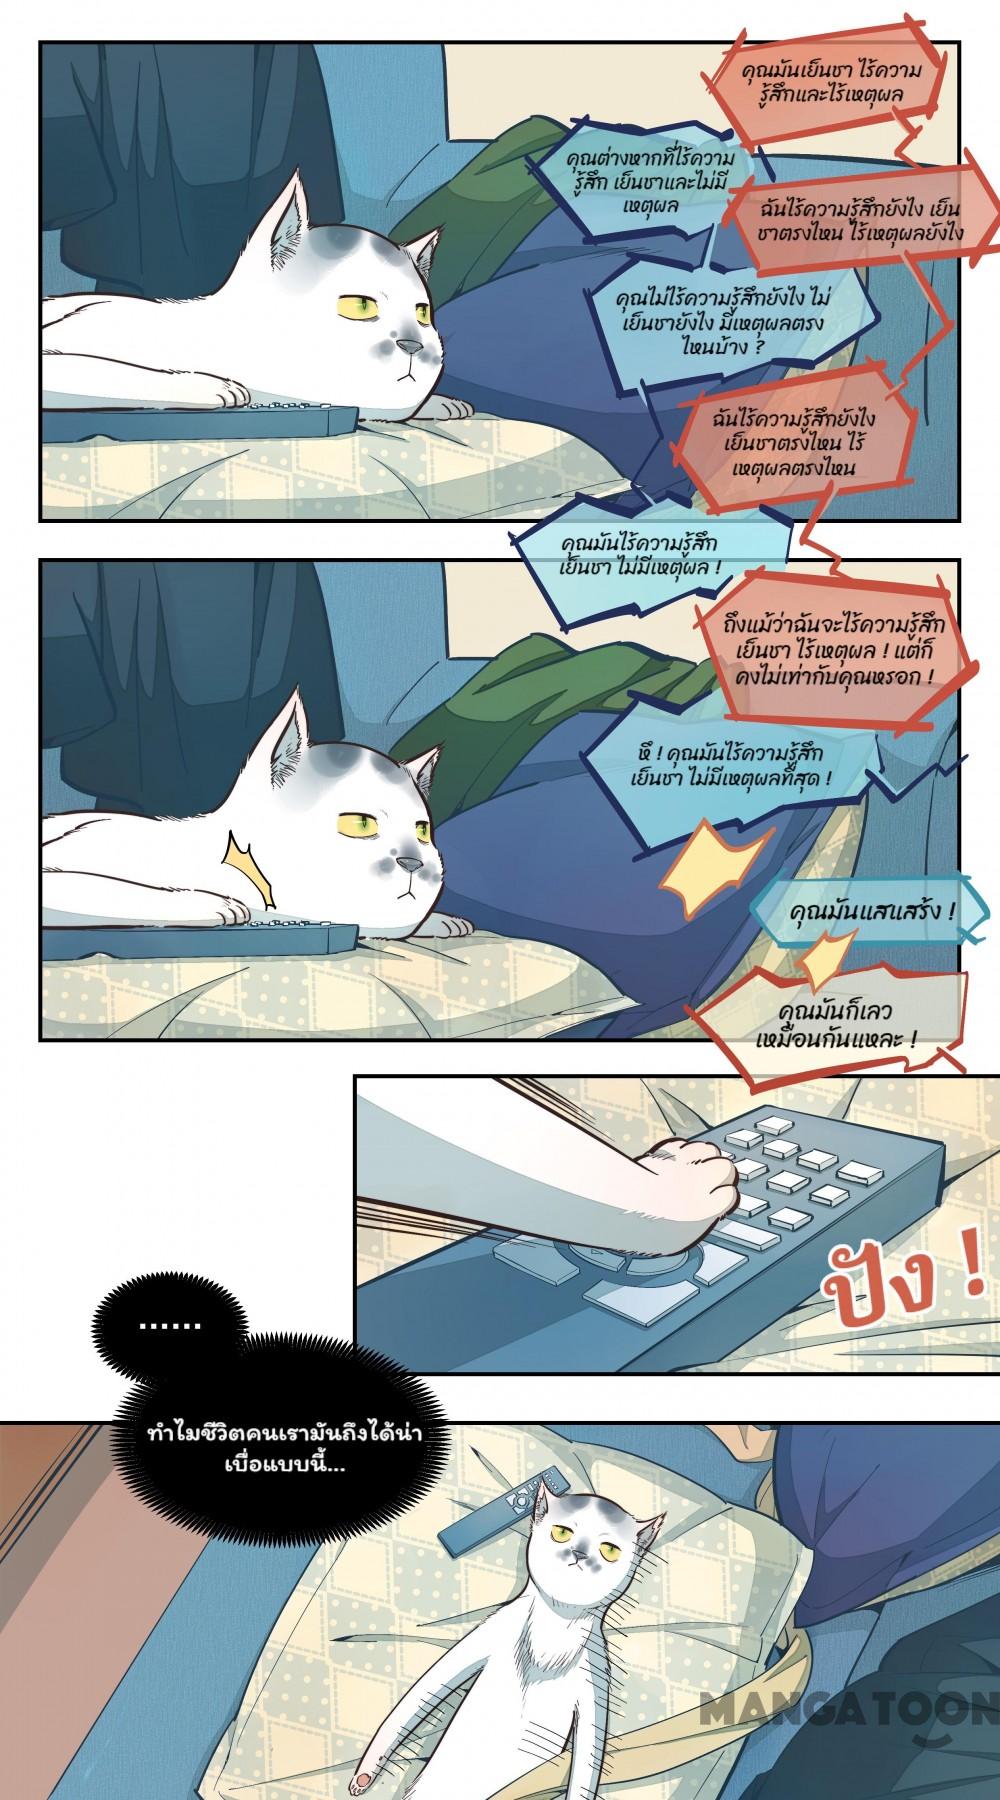 คุณมันเย็นชา ไร้ความ
รู้สึกและไร้เหตุผล
คุณต่างหากที่ไร้ความ
รู้สึก เย็นชาและไม่มี
เหตุผล
ฉันไร้ความรู้สึกยังไง เย็น
ชาตรงไหน ไร้เหตุผลยังไง
คุณไม่ไร้ความรู้สึกยังไง ไม่
เย็นชายังไง มีเหตุผลตรง
ไหนบ้าง ?
ฉันไร้ความรู้สึกยังไง
เย็นชาตรงไหน ไร้
เหตุผลตรงไหน
คุณมันไร้ความรู้สึก
เย็นชา ไม่มีเหตุผล !
ถึงแม้ว่าฉันจะไร้ความรู้สึก
เย็นชา ไร้เหตุผล ! แต่ก็
คงไม่เท่ากับคุณหรอก !
หึ ! คุณมันไร้ความรู้สึก
เย็นชา ไม่มีเหตุผลที่สุด !
คุณมันแสแสร้ง !
คุณมันก็เลว
เหมือนกันแหละ !
ปัง !
......
ทำไมชีวิตคนเรามันถึงได้น่า
เบื่อแบบนี้...
MANGATOON